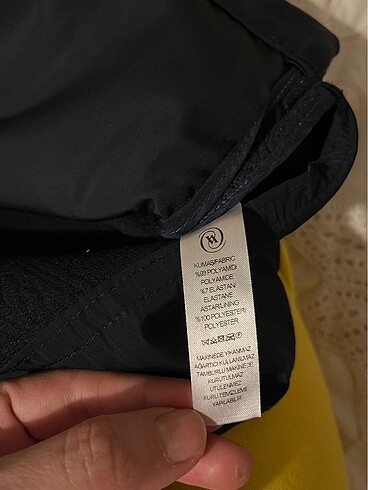 KUMAŞ/FABRIC
%93 POLYAMID/
POLYAMIDE
%7 ELASTAN/
ELASTANE
ASTAR/LINING
%100 POLYESTER/
POLYESTER
MAKİNEDE YIKANMAZ
AĞARTICI KULLANILMAZ
TAMBURLU MAKİNEDE
KURUTULMAZ
ÜTÜLENMEZ
KURU TEMİZLEME
YAPILABİLİR